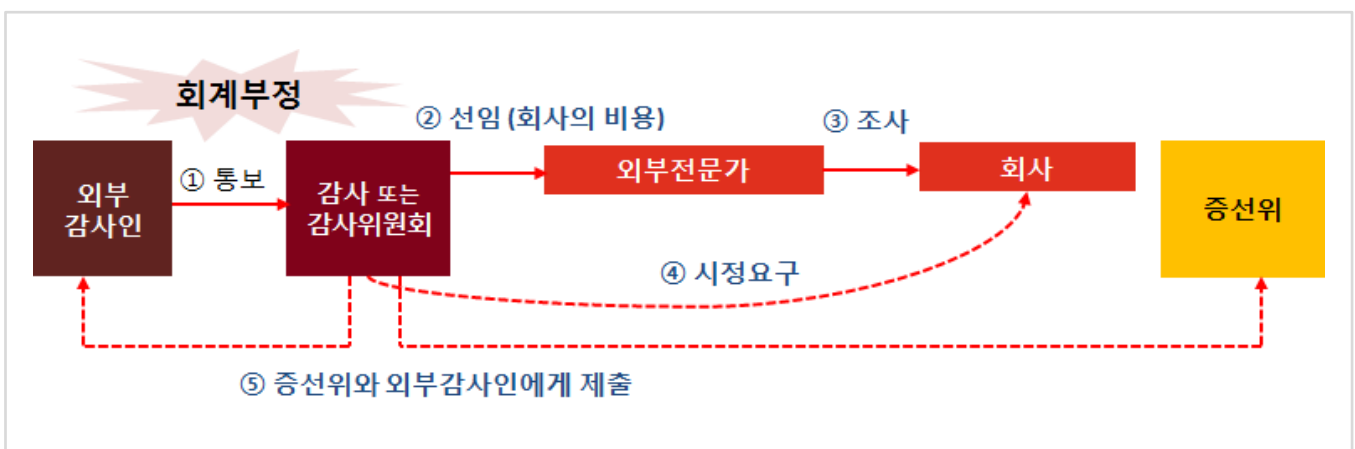 회계부정
② 선임 (회사의 비용)
③ 조사
① 통보
외부
감사인
감사 또는
감사위원회
외부전문가
회사
증선위
④ 시정요구
⑤ 증선위와 외부감사인에게 제출